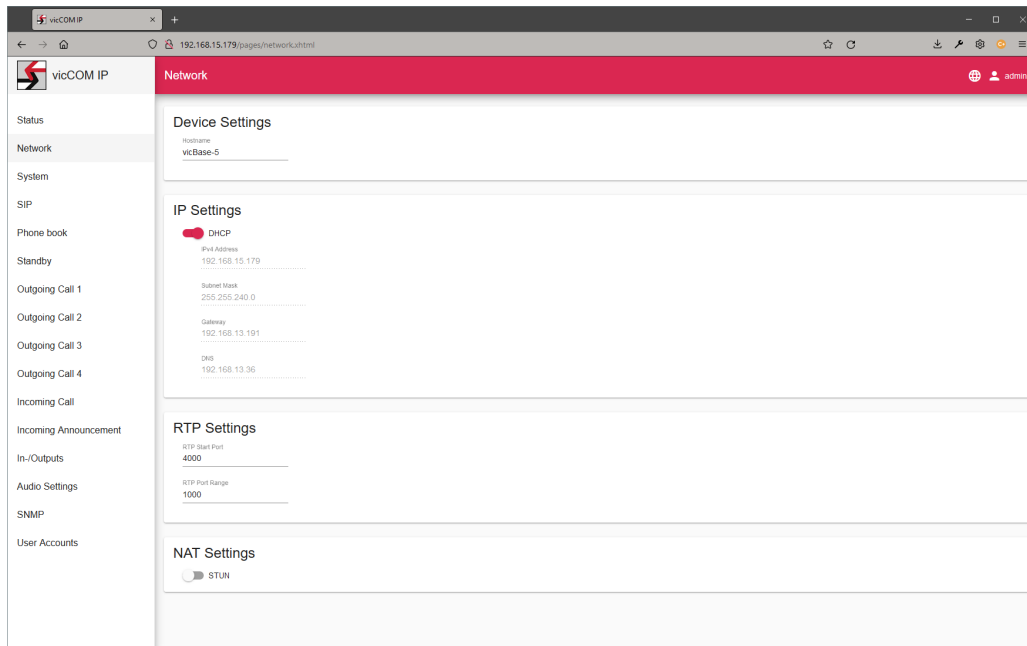 vicCOM IP
192.168.15.179/pages/network.xhtml
vicCOM IP
Network
admin
Status
Network
System
SIP
Phone book
Standby
Outgoing Call 1
Outgoing Call 2
Outgoing Call 3
Outgoing Call 4
Incoming Call
Incoming Announcement
In-/Outputs
Audio Settings
SNMP
User Accounts
Device Settings
Hostname
vicBase-5
IP Settings
DHCP
IPv4 Address
192.168.15.179
Subnet Mask
255.255.240.0
Gateway
192.168.13.191
DNS
192.168.13.36
RTP Settings
RTP Start Port
4000
RTP Port Range
1000
NAT Settings
STUN